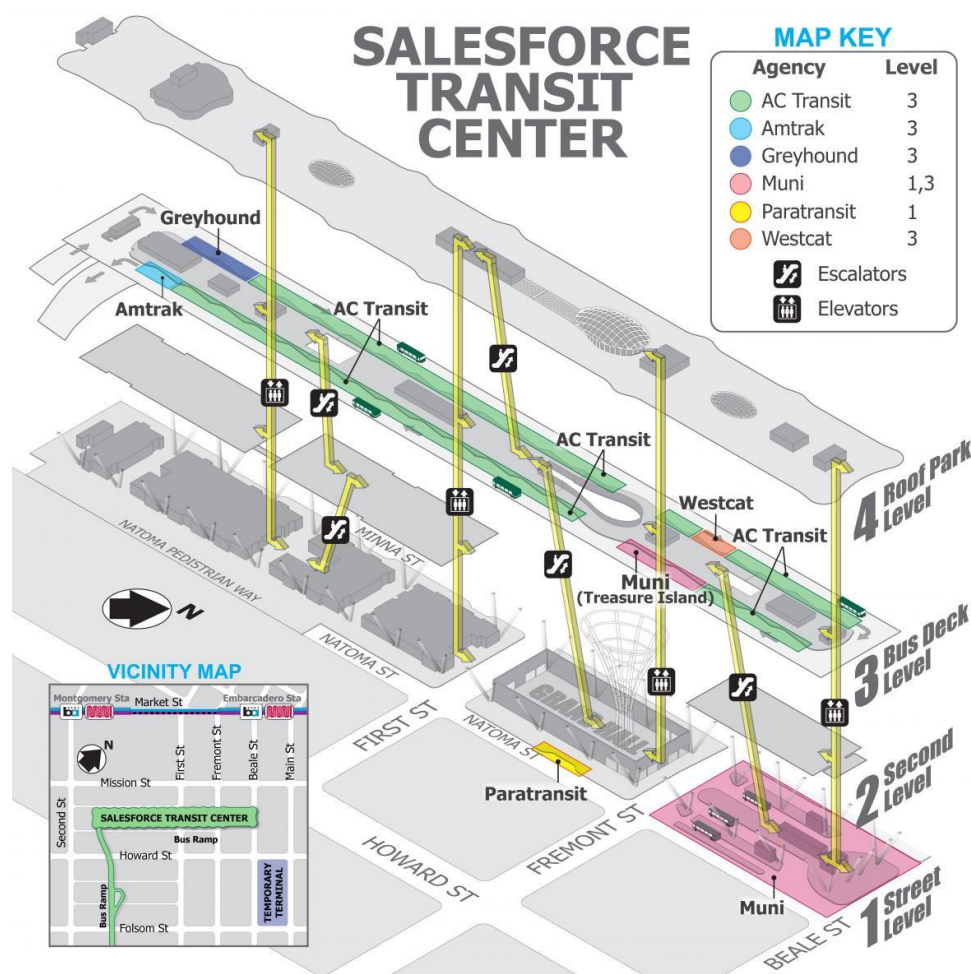 SALESFORCE
TRANSIT
CENTER
MAP KEY
Agency Level
AC Transit 3
Amtrak 3
Greyhound 3
Muni 1,3
Paratransit 1
Westcat 3
Escalators
Elevators
Greyhound
Amtrak
AC Transit
AC Transit
Westcat
AC Transit
Muni
(Treasure Island)
4 Roof Park
Level
3 Bus Deck
Level
2 Second
Level
1 Street
Level
MINNA ST
NATOMA PEDISTRIAN WAY
NATOMA ST
FIRST ST
NATOMA ST
GRAND HALL
Paratransit
FREMONT ST
HOWARD ST
Muni
BEALE ST
N
VICINITY MAP
Montgomery Sta
Embarcadero Sta
Market St
N
First St
Fremont St
Beale St
Main St
Mission St
Second St
SALESFORCE TRANSIT CENTER
Bus Ramp
Howard St
Bus Ramp
TEMPORARY
TERMINAL
Folsom St